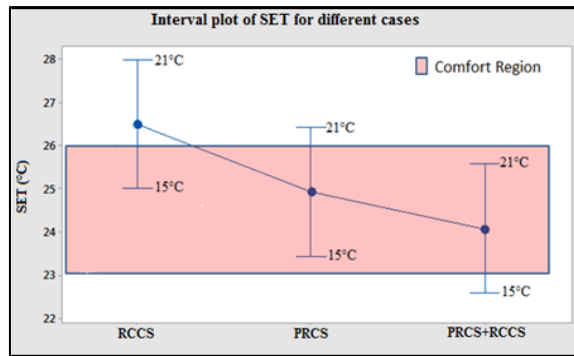 Interval plot of SET for different cases
28
27
26
25
24
23
22
SET (°C)
21°C
15°C
21°C
15°C
21°C
15°C
Comfort Region
RCCS
PRCS
PRCS+RCCS